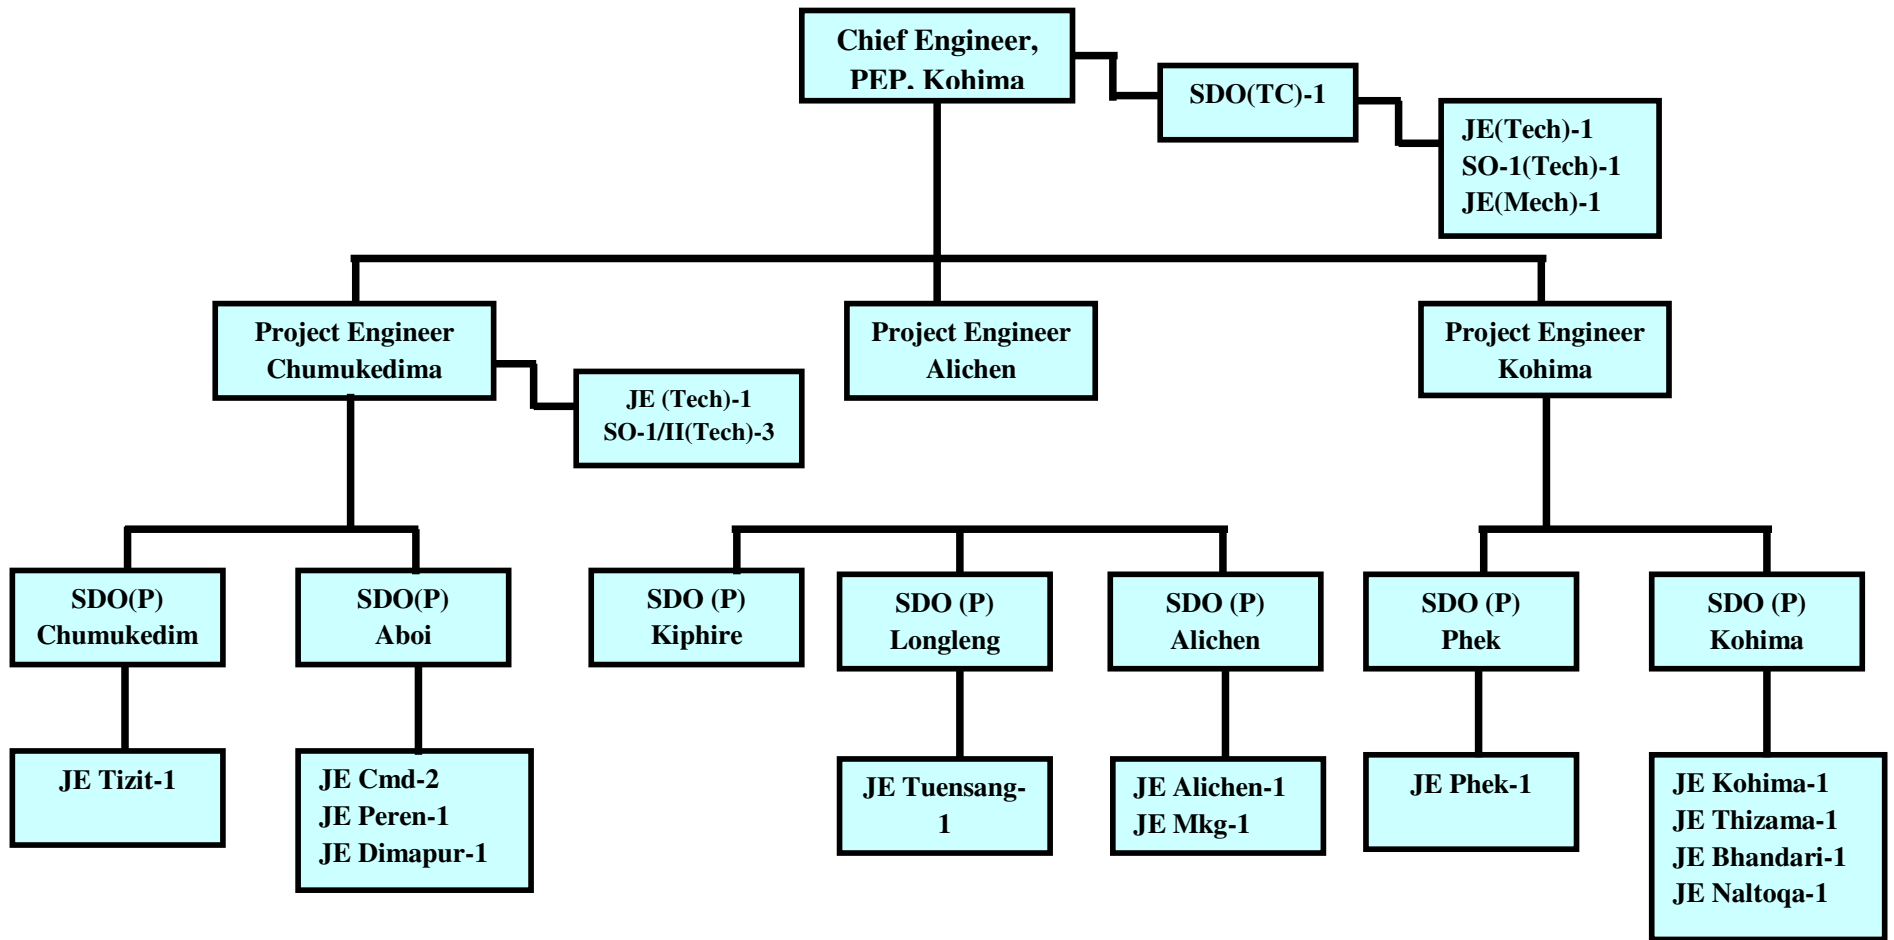 Chief Engineer,
PEP, Kohima
SDO(TC)-1
JE(Tech)-1
SO-1(Tech)-1
JE(Mech)-1
Project Engineer
Chumukedima
Project Engineer
Alichen
Project Engineer
Kohima
JE (Tech)-1
SO-1/II(Tech)-3
SDO(P)
Chumukedim
SDO(P)
Aboi
SDO (P)
Kiphire
SDO (P)
Longleng
SDO (P)
Alichen
SDO (P)
Phek
SDO (P)
Kohima
JE Tizit-1
JE Cmd-2
JE Peren-1
JE Dimapur-1
JE Tuensang-
1
JE Alichen-1
JE Mkg-1
JE Phek-1
JE Kohima-1
JE Thizama-1
JE Bhandari-1
JE Naltoqa-1